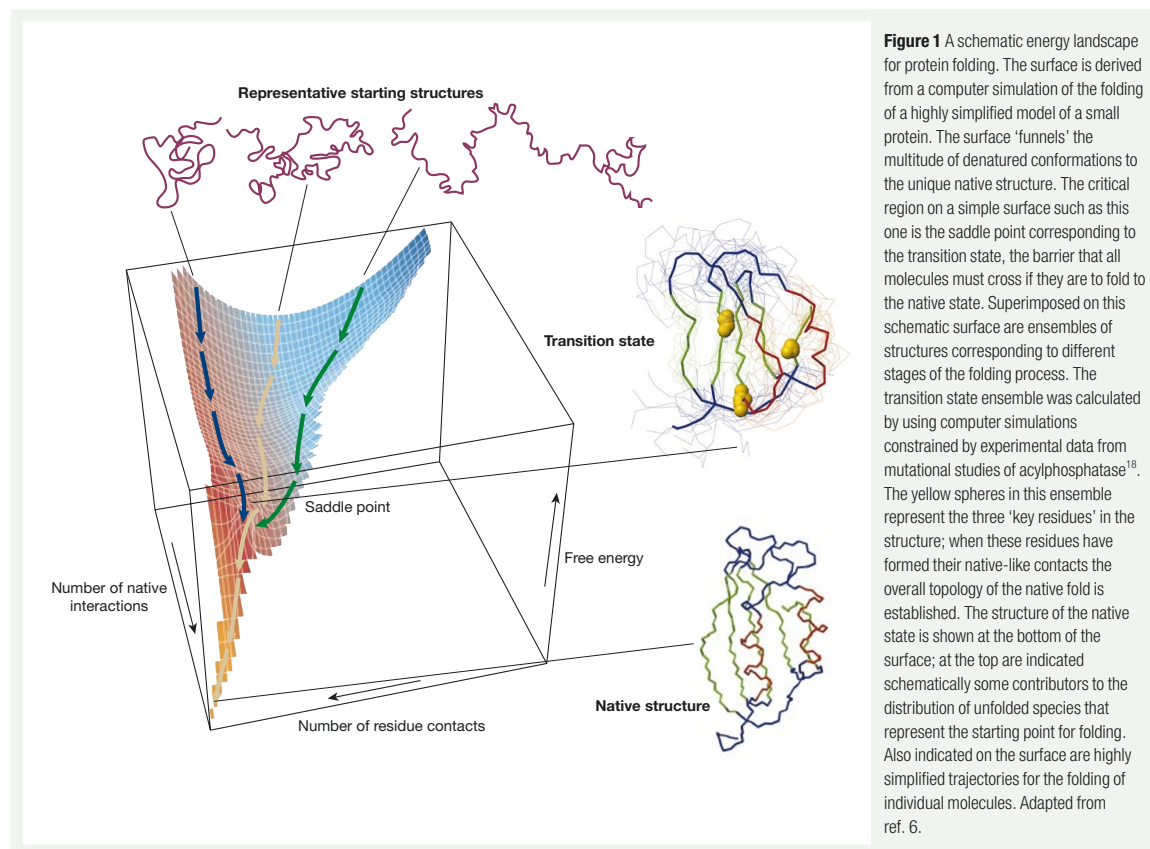 Representative starting structures
Transition state
Saddle point
Free energy
Number of native
interactions
Native structure
Number of residue contacts
Figure 1 A schematic energy landscape
for protein folding. The surface is derived
from a computer simulation of the folding
of a highly simplified model of a small
protein. The surface ‘funnels’ the
multitude of denatured conformations to
the unique native structure. The critical
region on a simple surface such as this
one is the saddle point corresponding to
the transition state, the barrier that all
molecules must cross if they are to fold to
the native state. Superimposed on this
schematic surface are ensembles of
structures corresponding to different
stages of the folding process. The
transition state ensemble was calculated
by using computer simulations
constrained by experimental data from
mutational studies of acylphosphatase18.
The yellow spheres in this ensemble
represent the three ‘key residues’ in the
structure; when these residues have
formed their native-like contacts the
overall topology of the native fold is
established. The structure of the native
state is shown at the bottom of the
surface; at the top are indicated
schematically some contributors to the
distribution of unfolded species that
represent the starting point for folding.
Also indicated on the surface are highly
simplified trajectories for the folding of
individual molecules. Adapted from
ref. 6.